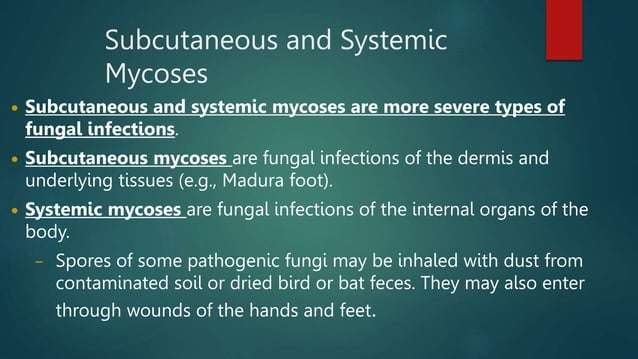 Subcutaneous and Systemic
Mycoses
• Subcutaneous and systemic mycoses are more severe types of
fungal infections.
• Subcutaneous mycoses are fungal infections of the dermis and
underlying tissues (e.g., Madura foot).
• Systemic mycoses are fungal infections of the internal organs of the
body.
– Spores of some pathogenic fungi may be inhaled with dust from
contaminated soil or dried bird or bat feces. They may also enter
through wounds of the hands and feet.